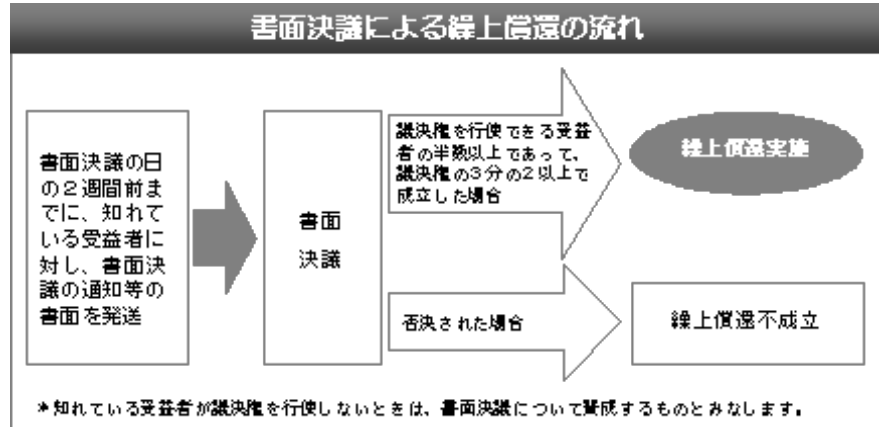 書面決議による繰上償還の流れ
書面決議の日
の２週間前ま
でに、知れて
いる受益者に
対し、書面決
議の通知等の
書面を発送
書面
決議
議決権を行使できる受益
者の半数以上であって、
議決権の３分の２以上で
成立した場合
繰上償還実施
否決された場合
繰上償還不成立
＊知れている受益者が議決権を行使しないときは、書面決議について賛成するものとみなします。